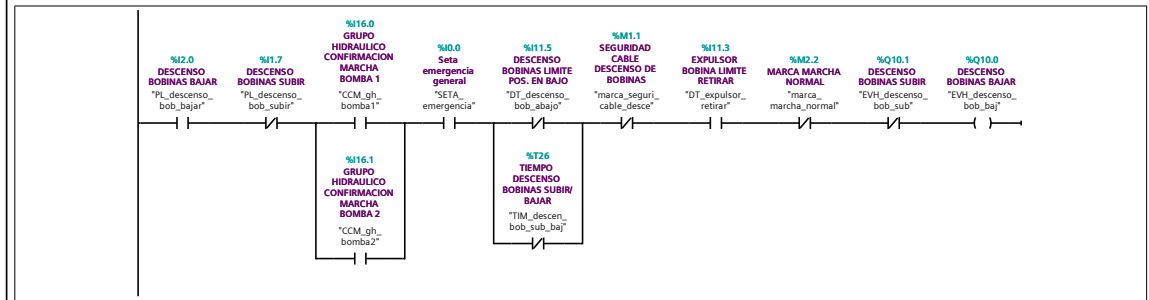 %I2.0
DESCENSO
BOBINAS BAJAR
"PL_descenso_
bob_bajar"
%I1.7
DESCENSO
BOBINAS SUBIR
"PL_descenso_
bob_subir"
%I16.0
GRUPO
HIDRAULICO
CONFIRMACION
MARCHA
BOMBA 1
"CCM_gh_
bomba1"
%I0.0
Seta
emergencia
general
"SETA_
emergencia"
%I11.5
DESCENSO
BOBINAS LIMITE
POS. EN BAJO
"DT_descenso_
bob_abajo"
%M1.1
SEGURIDAD
CABLE
DESCENSO DE
BOBINAS
"marca_seguri_
cable_desce"
%I11.3
EXPULSOR
BOBINA LIMITE
RETIRAR
"DT_expulsor_
retirar"
%M2.2
MARCA MARCHA
NORMAL
"marca_
marcha_normal"
%Q10.1
DESCENSO
BOBINAS SUBIR
"EVH_descenso_
bob_sub"
%Q10.0
DESCENSO
BOBINAS BAJAR
"EVH_descenso_
bob_baj"
%I16.1
GRUPO
HIDRAULICO
CONFIRMACION
MARCHA
BOMBA 2
"CCM_gh_
bomba2"
%T26
TIEMPO
DESCENSO
BOBINAS SUBIR/
BAJAR
"TIM_descen_
bob_sub_baj"